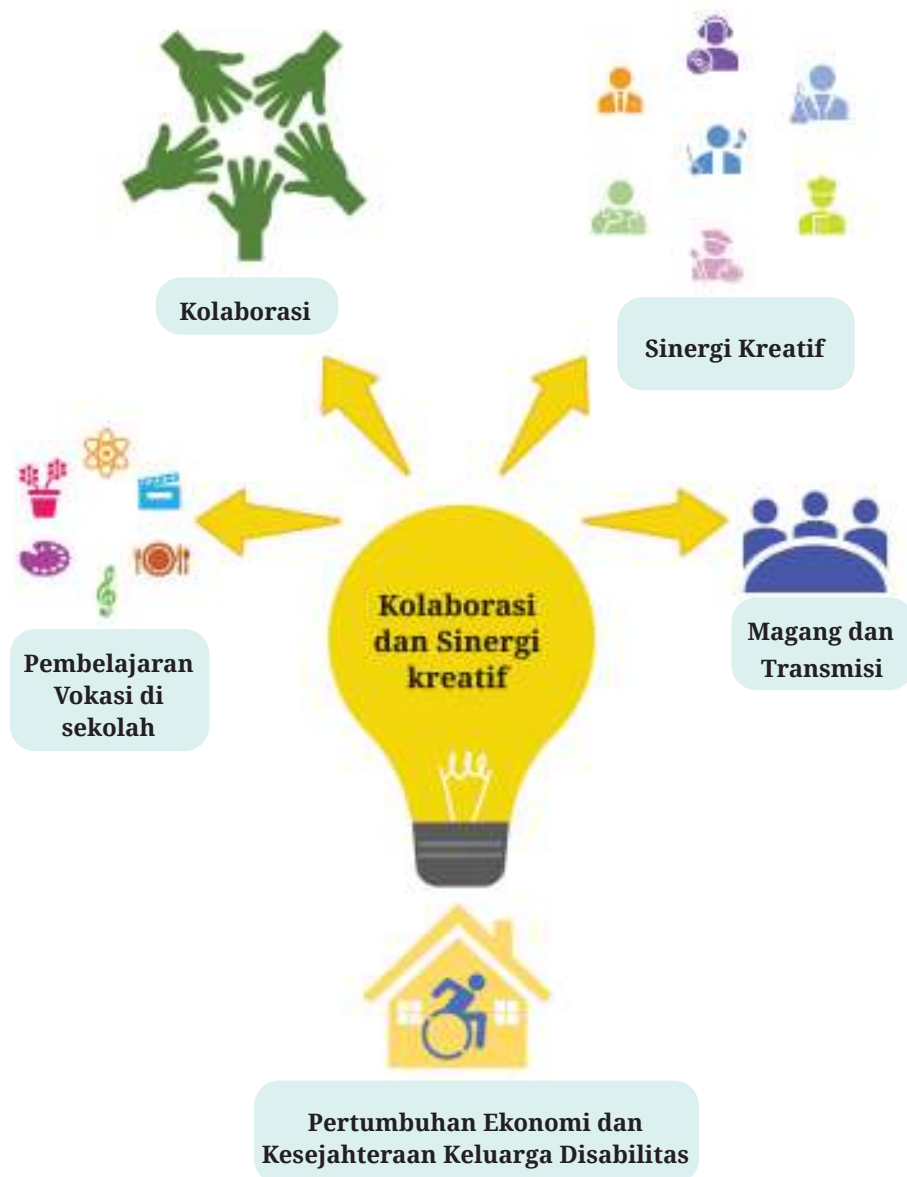 Kolaborasi
Sinergi Kreatif
Kolaborasi
dan Sinergi
kreatif
Pembelajaran
Vokasi di
sekolah
Magang dan
Transmisi
Pertumbuhan Ekonomi dan
Kesejahteraan Keluarga Disabilitas